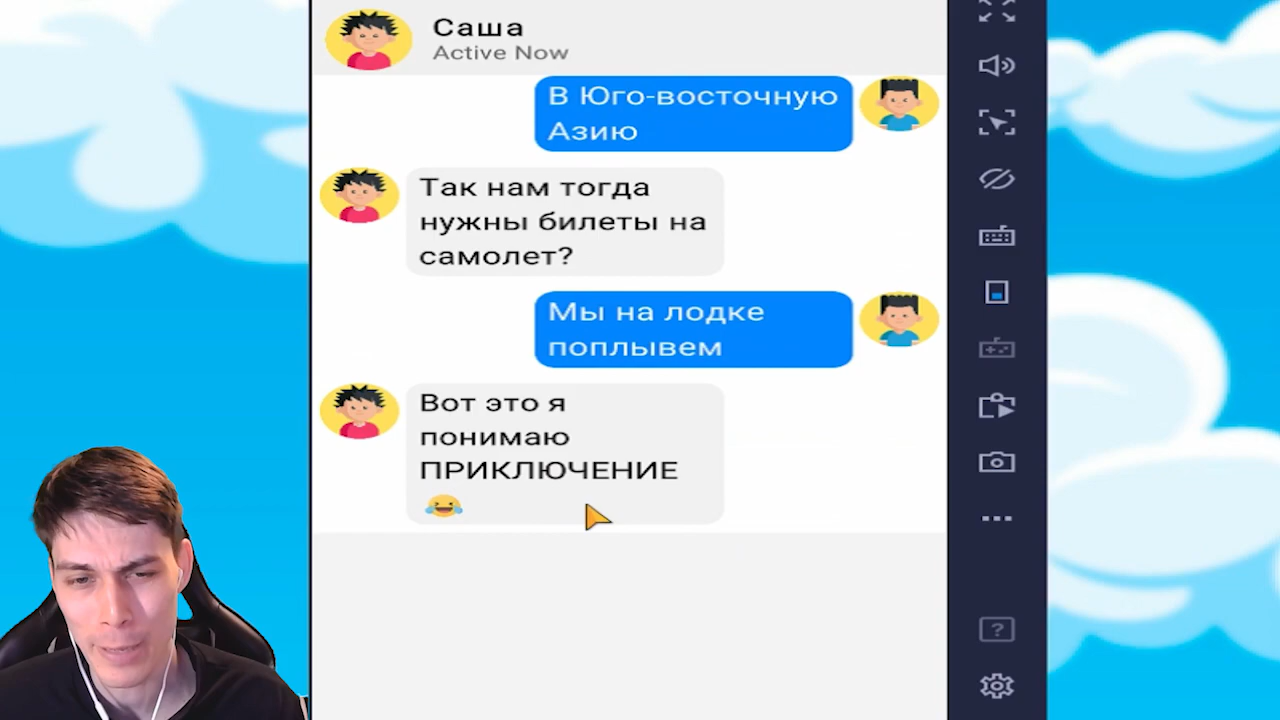 Саша
Active Now
В Юго-восточную
Азию
Так нам тогда
нужны билеты на
самолет?
Мы на лодке
поплывем
Вот это я
понимаю
ПРИКЛЮЧЕНИЕ
😂
?